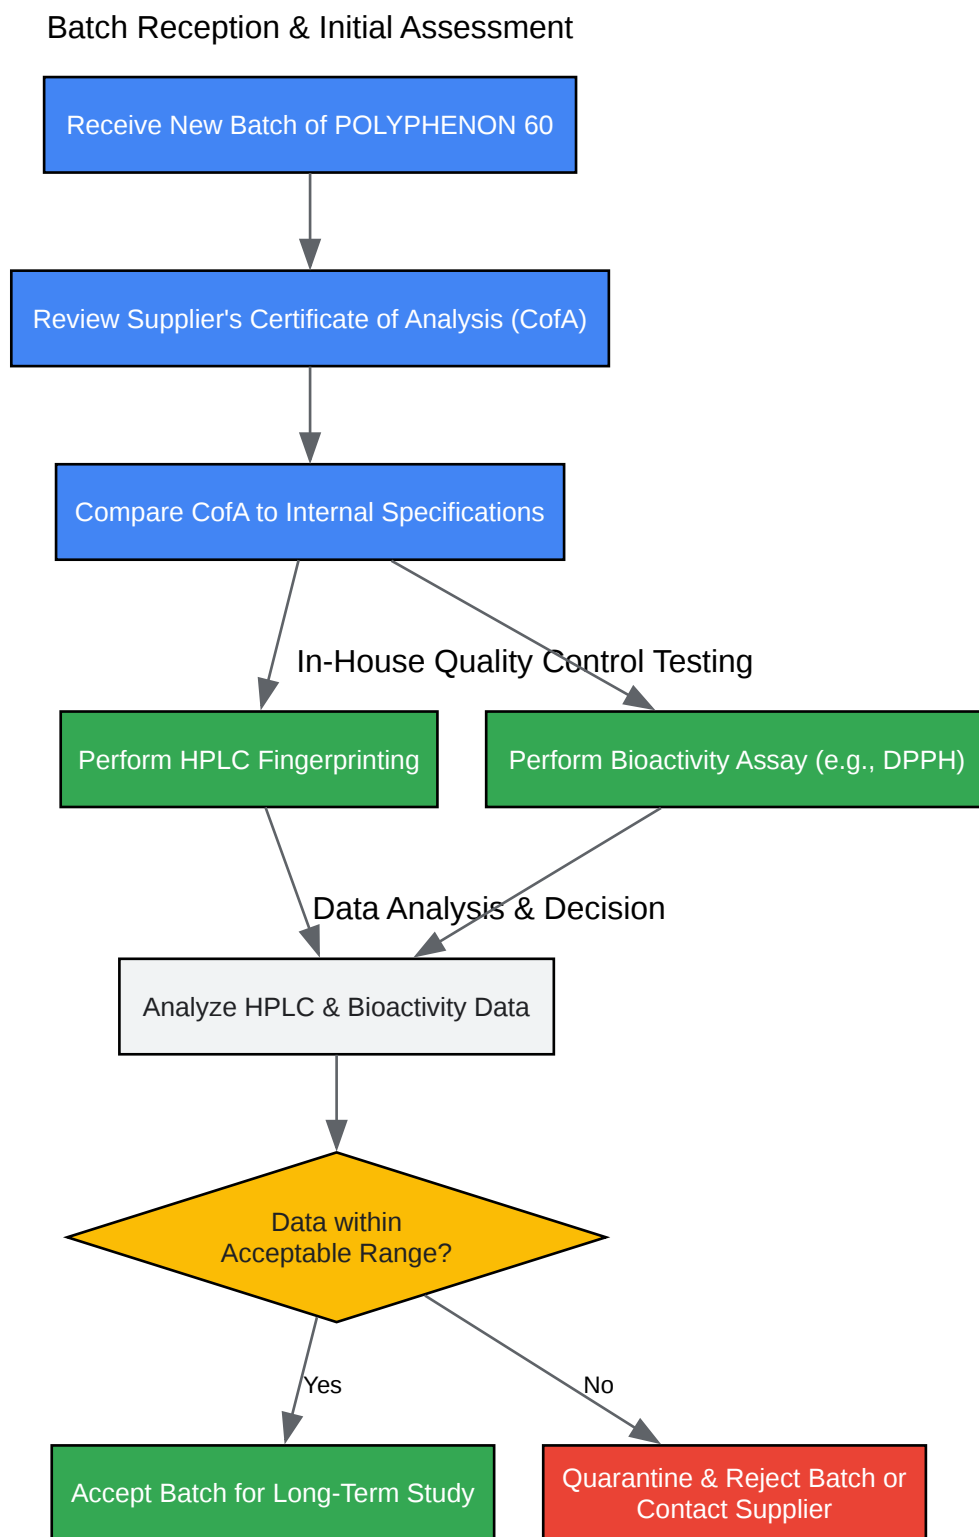 Batch Reception & Initial Assessment
Receive New Batch of POLYPHENON 60
Review Supplier's Certificate of Analysis (CofA)
Compare CofA to Internal Specifications
In-House Quality Control Testing
Perform HPLC Fingerprinting
Perform Bioactivity Assay (e.g., DPPH)
Data Analysis & Decision
Analyze HPLC & Bioactivity Data
Data within
Acceptable Range?
Yes
No
Accept Batch for Long-Term Study
Quarantine & Reject Batch or
Contact Supplier